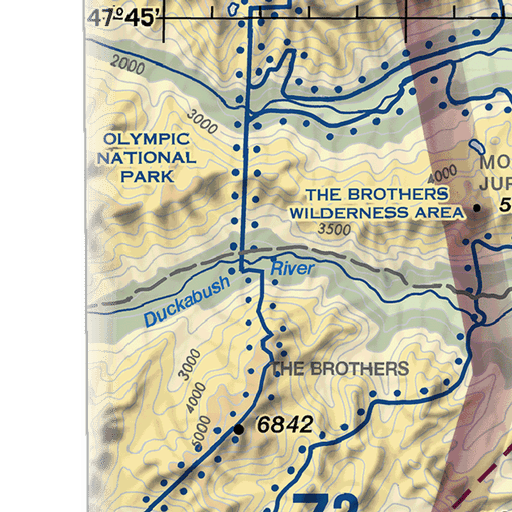 47°45'
2000
3000
OLYMPIC
NATIONAL
PARK
4000
THE BROTHERS
WILDERNESS AREA
3500
River
Duckabush
3000
THE BROTHERS
4000
6842